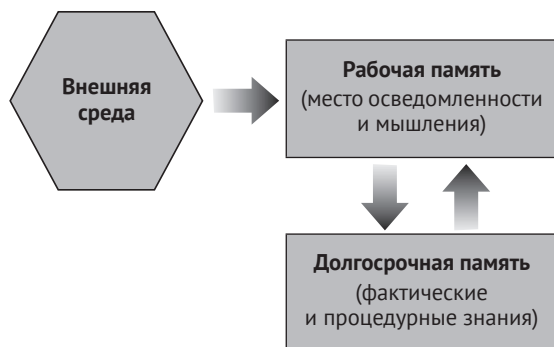 Внешняя
среда
Рабочая память
(место осведомленности
и мышления)
Долгосрочная память
(фактические
и процедурные знания)